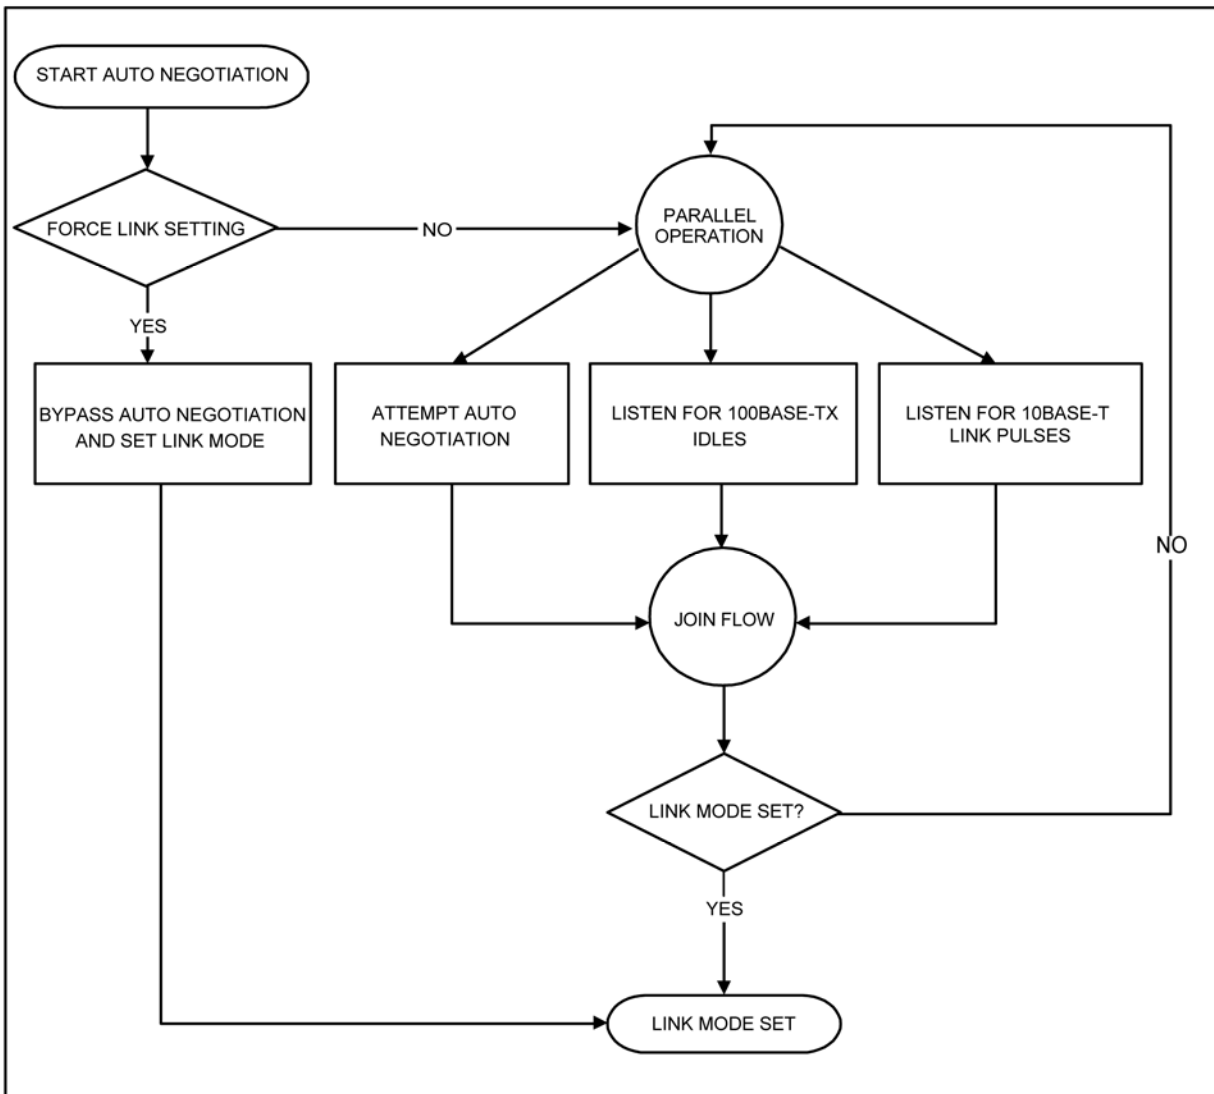 START AUTO NEGOTIATION
FORCE LINK SETTING
NO
PARALLEL
OPERATION
YES
BYPASS AUTO NEGOTIATION
AND SET LINK MODE
ATTEMPT AUTO
NEGOTIATION
LISTEN FOR 100BASE-TX
IDLES
LISTEN FOR 10BASE-T
LINK PULSES
NO
JOIN FLOW
LINK MODE SET?
YES
LINK MODE SET